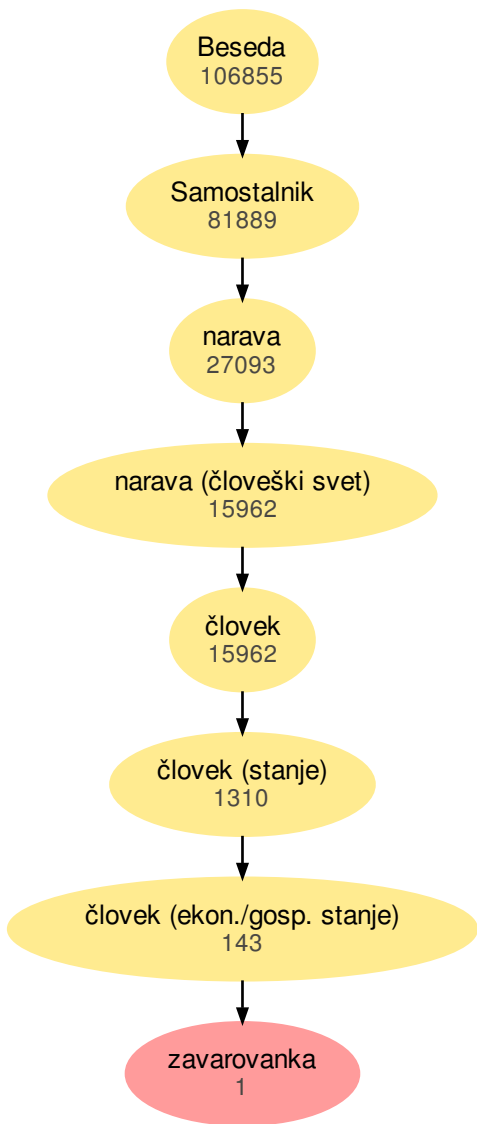 Beseda
106855
Samostalnik
81889
narava
27093
narava (človeški svet)
15962
človek
15962
človek (stanje)
1310
človek (ekon./gosp. stanje)
143
zavarovanka
1